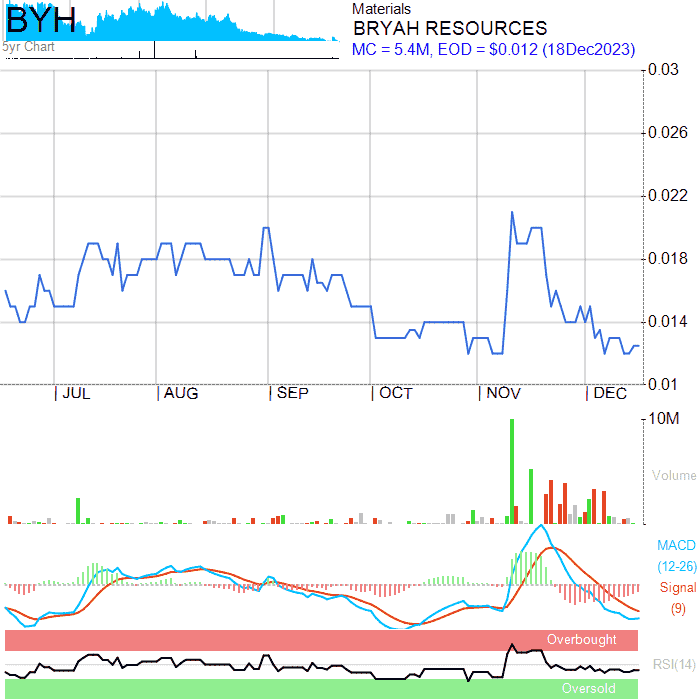 BYH
5yr Chart
Materials
BRYAH RESOURCES
MC = 5.4M, EOD = $0.012 (18Dec2023)
0.03
0.026
0.022
0.018
0.014
0.01
JUL AUG SEP OCT NOV DEC
10M
Volume
MACD
(12-26)
Signal
(9)
Overbought
RSI(14)
Oversold